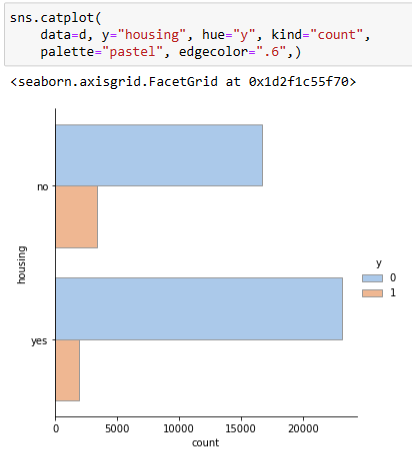 sns.catplot(
    data=d, y="housing", hue="y", kind="count",
    palette="pastel", edgecolor=".6",)
<seaborn.axisgrid.FacetGrid at 0x1d2f1c55f70>
no
yes
housing
y
0
1
0 5000 10000 15000 20000
count